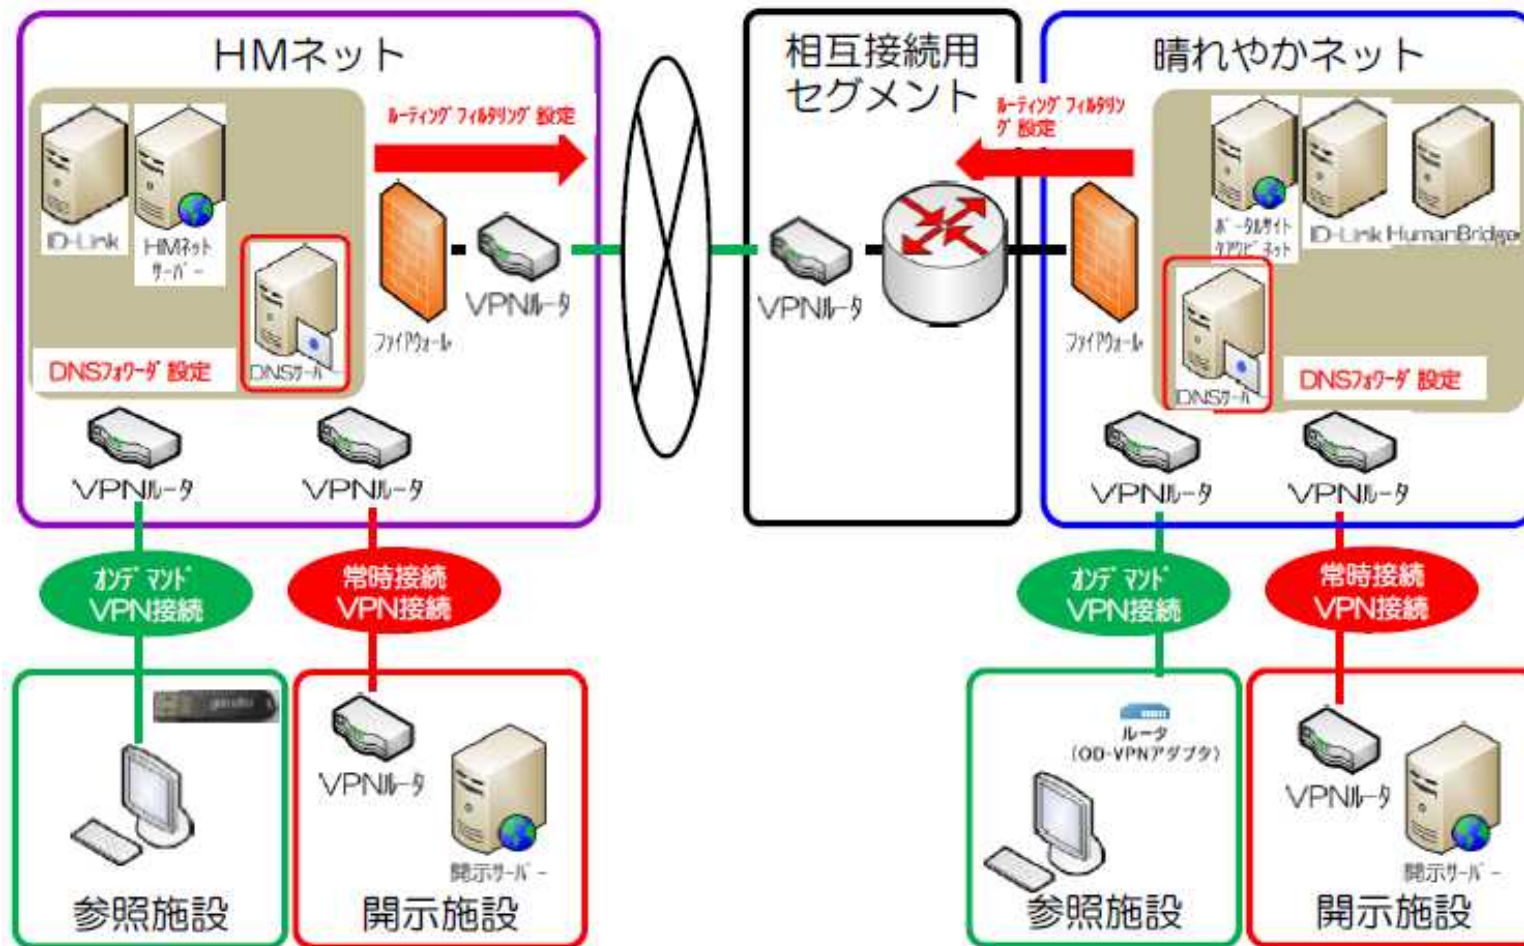 HMネット
相互接続用
セグメント
晴れやかネット
ルーティング フィルタリング 設定
ルーティング フィルタリン
グ 設定
ID-Link
HMネット
サーバー
DNSフォワーダ 設定
DNSサーバー
ファイアウォール
VPNルータ
VPNルータ
ファイアウォール
ポータルサイト
ID-Link
HumanBridge
DNSサーバー
DNSフォワーダ 設定
VPNルータ
VPNルータ
VPNルータ
VPNルータ
オンデマンド
VPN接続
常時接続
VPN接続
オンデマンド
VPN接続
常時接続
VPN接続
VPNルータ
開示サーバー
参照施設
開示施設
ルータ
(OD-VPNアダプタ)
VPNルータ
開示サーバー
参照施設
開示施設